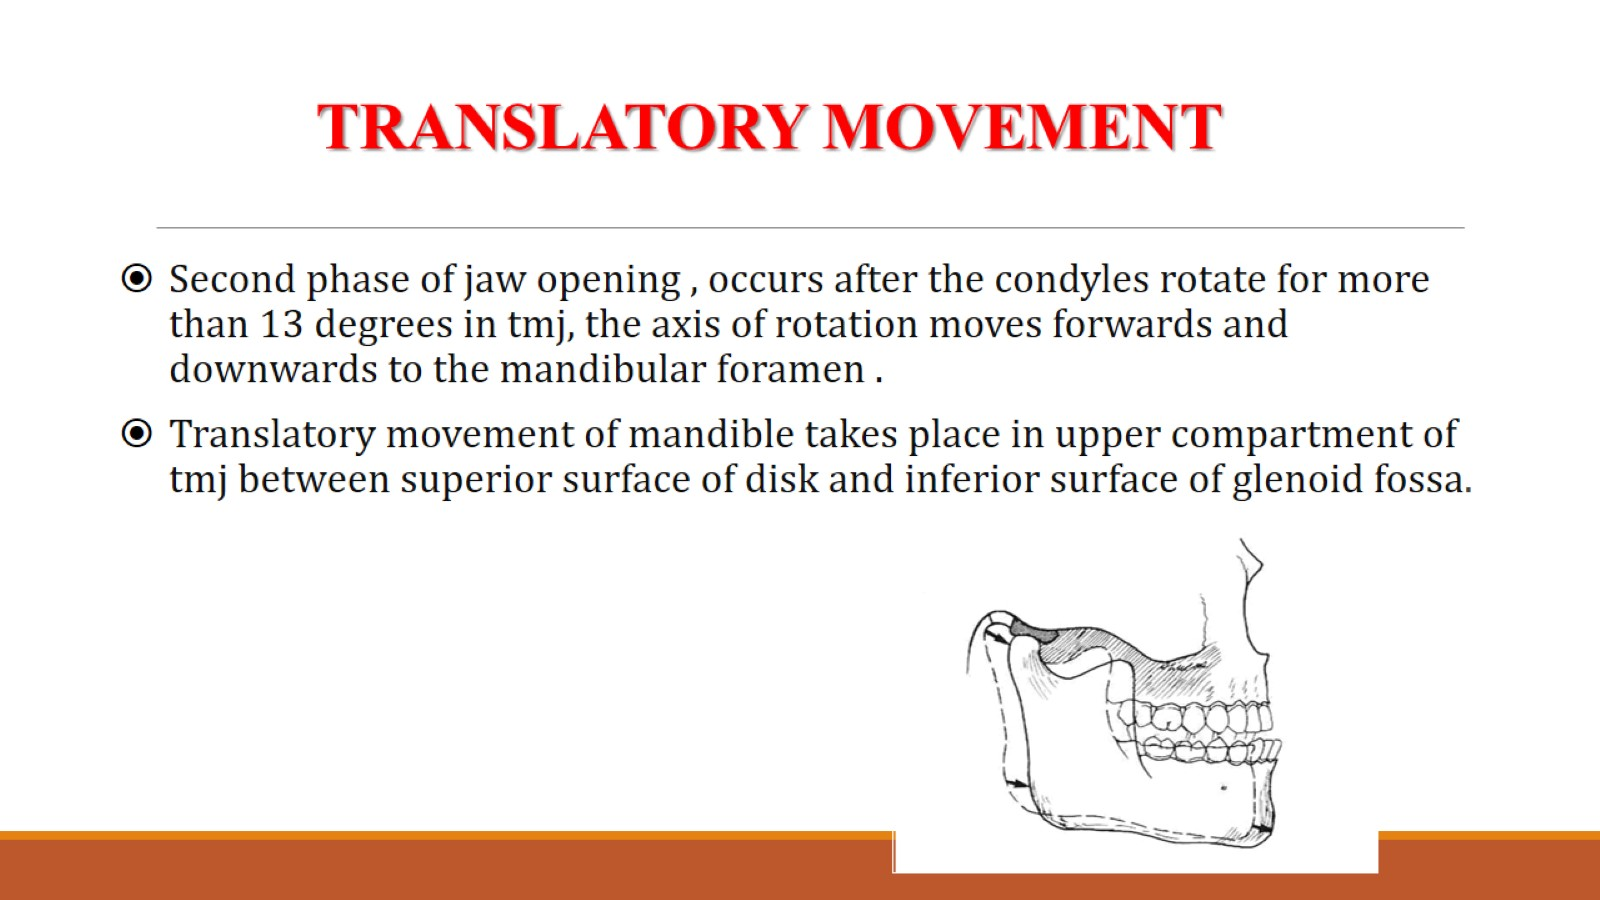 TRANSLATORY MOVEMENT
Second phase of jaw opening , occurs after the condyles rotate for more
than 13 degrees in tmj, the axis of rotation moves forwards and
downwards to the mandibular foramen .
Translatory movement of mandible takes place in upper compartment of
tmj between superior surface of disk and inferior surface of glenoid fossa.